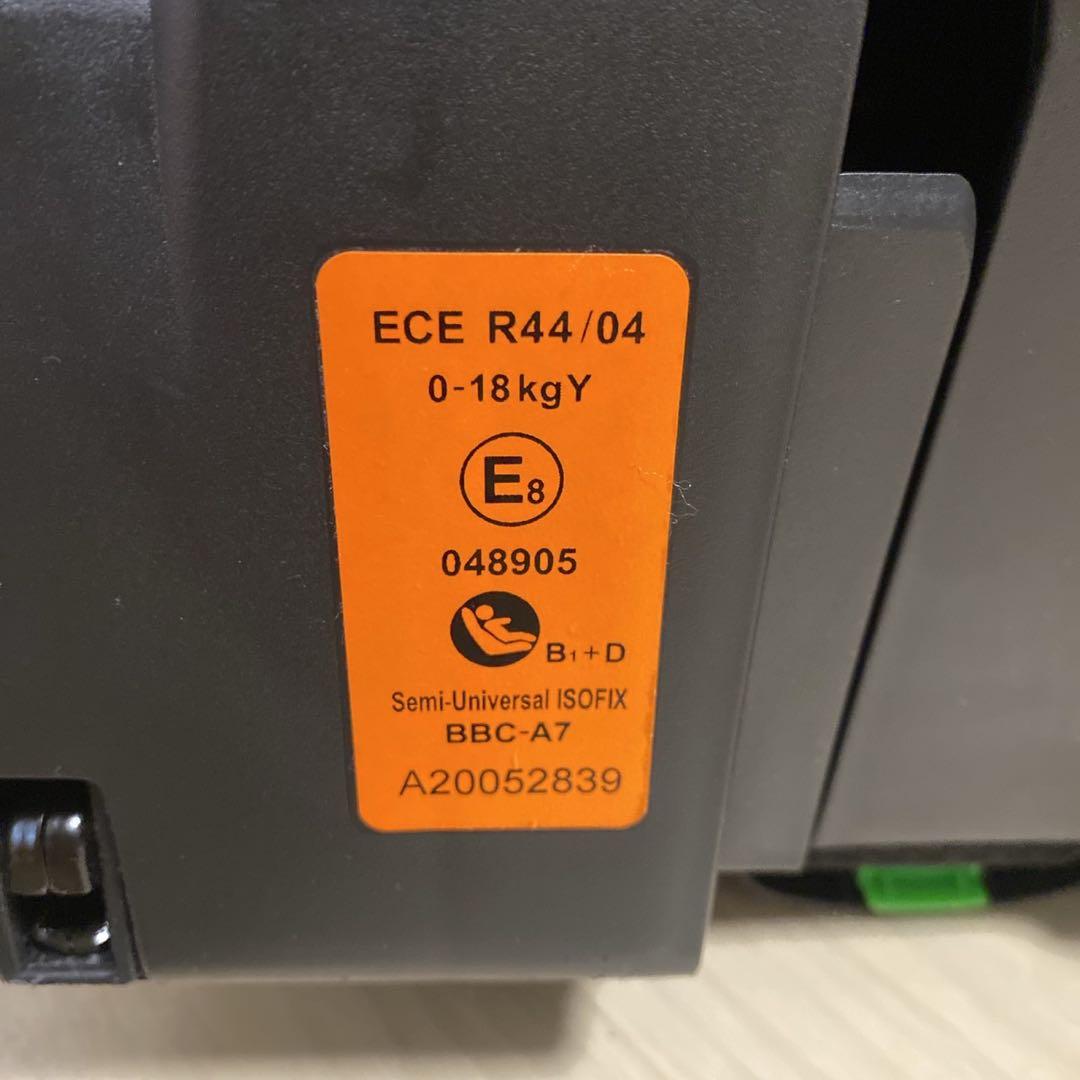 ECE R44/04
0-18kgY
E8
048905
B1+D
Semi-Universal ISOFIX
BBC-A7
A20052839